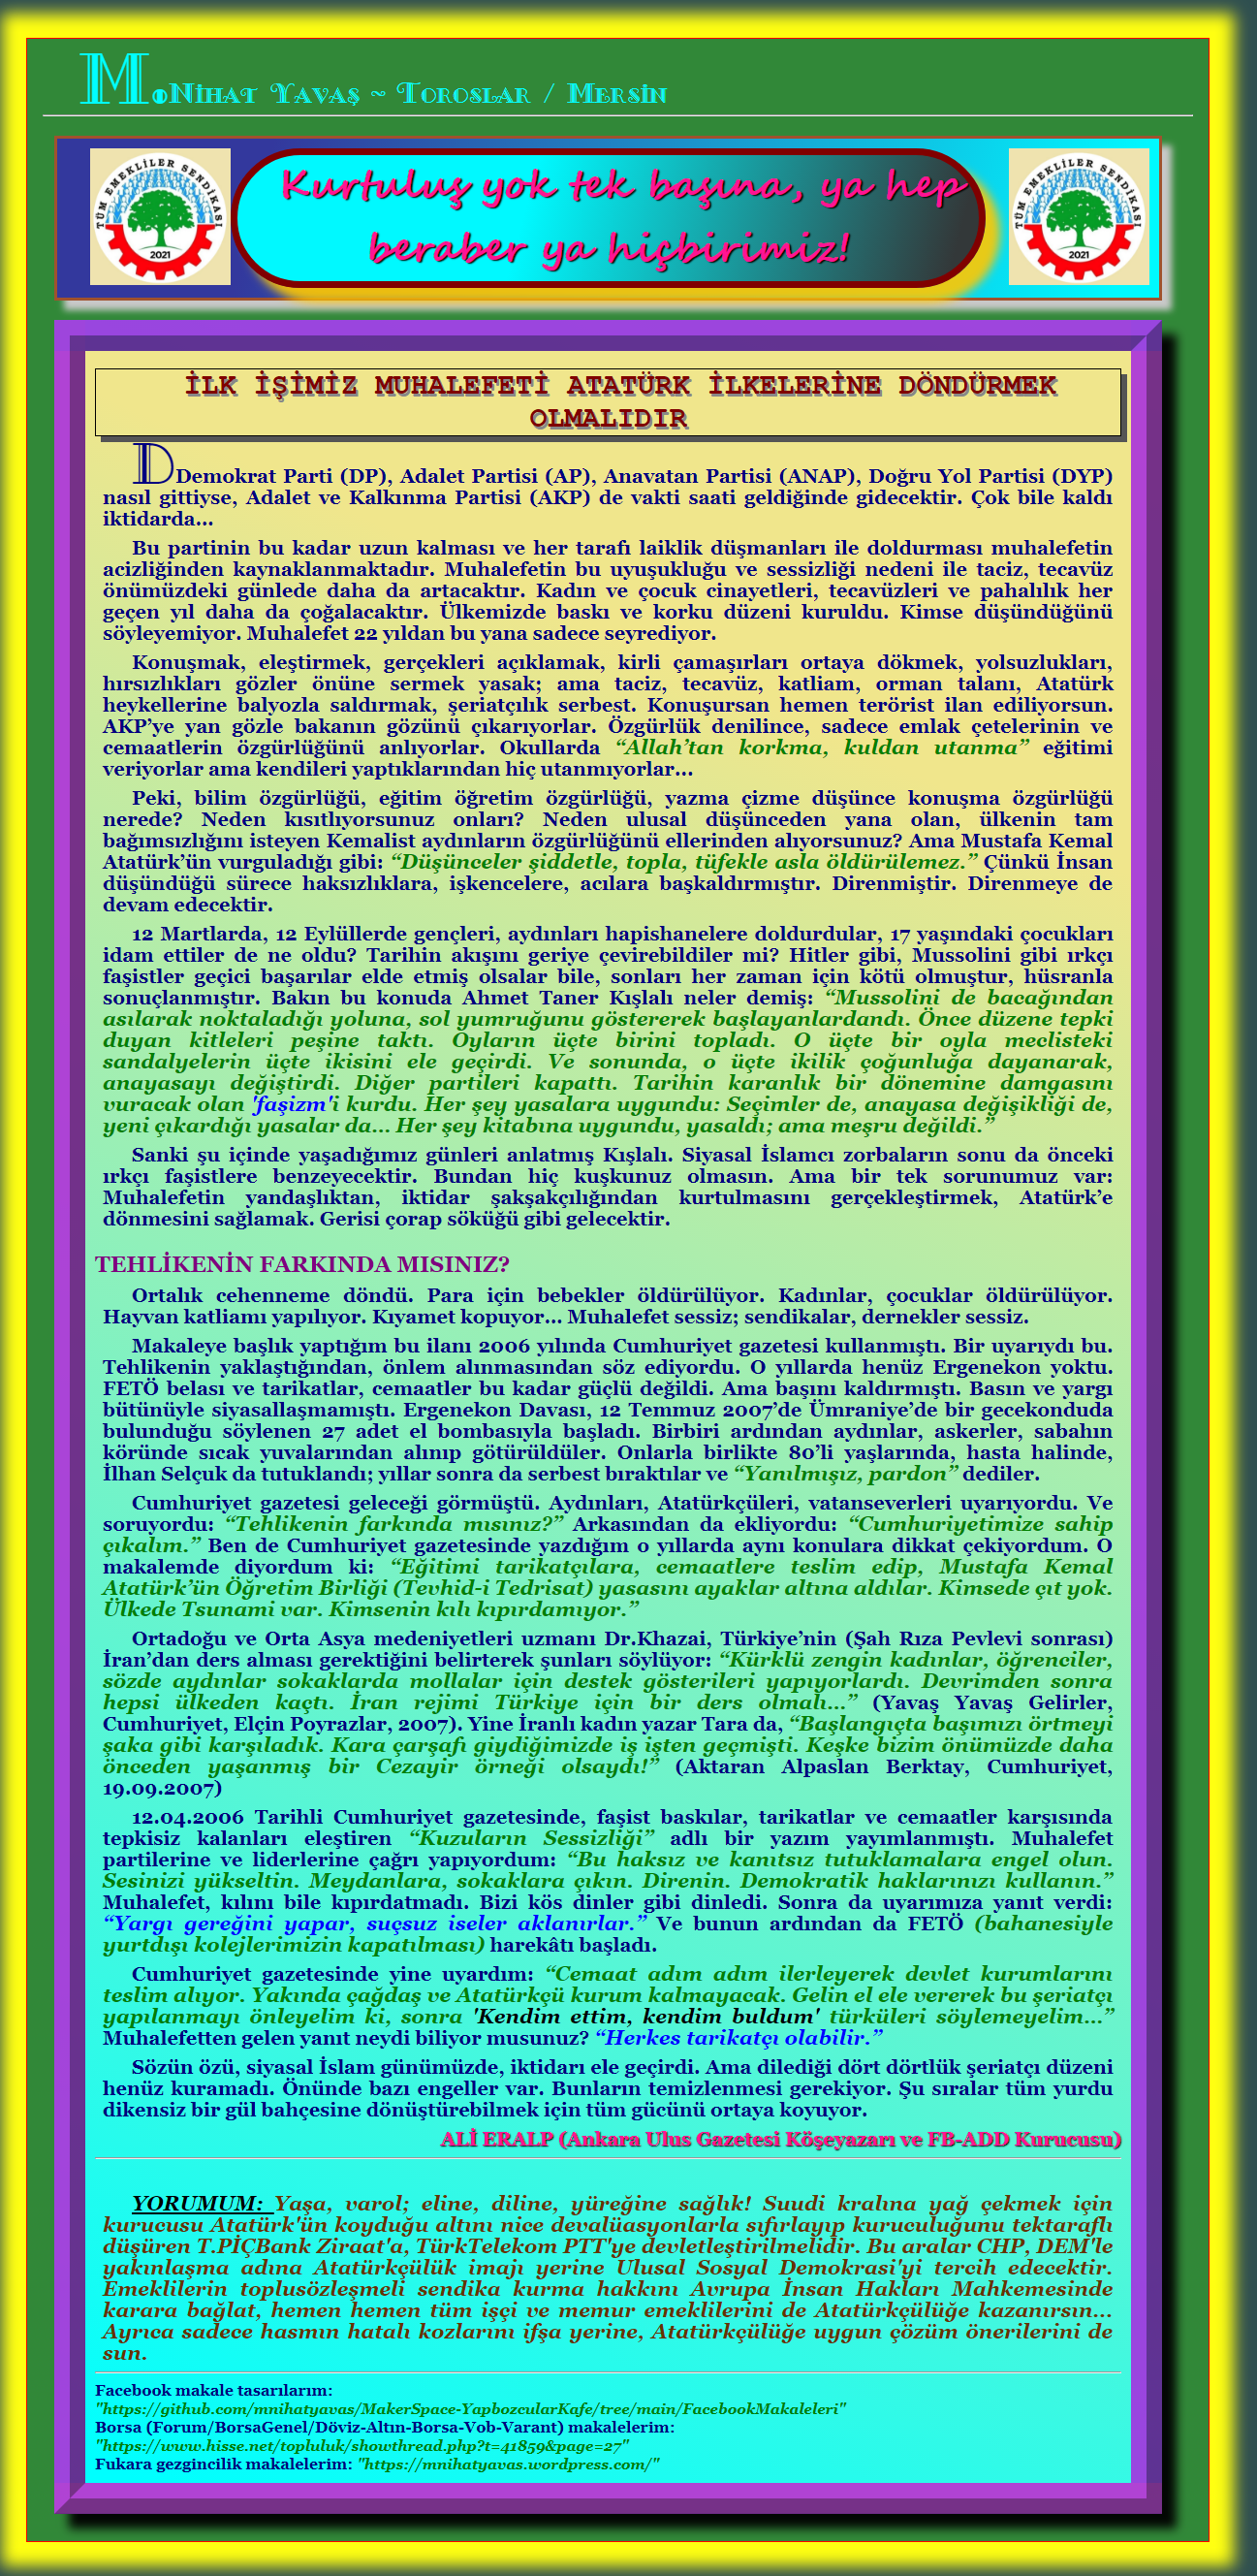 M.Nihat Yavaş ~ Toroslar / Mersin
TÜM EMEKLİLER SENDİKASI
2021
Kurtuluş yok tek başına, ya hep
beraber ya hiçbirimiz!
TÜM EMEKLİLER SENDİKASI
2021
İLK İŞİMİZ MUHALEFETİ ATATÜRK İLKELERİNE DÖNDÜRMEK
OLMALIDIR
DDemokrat Parti (DP), Adalet Partisi (AP), Anavatan Partisi (ANAP), Doğru Yol Partisi (DYP)
nasıl gittiyse, Adalet ve Kalkınma Partisi (AKP) de vakti saati geldiğinde gidecektir. Çok bile kaldı
iktidarda...
Bu partinin bu kadar uzun kalması ve her tarafı laiklik düşmanları ile doldurması muhalefetin
acizliğinden kaynaklanmaktadır. Muhalefetin bu uyuşukluğu ve sessizliği nedeni ile taciz, tecavüz
önümüzdeki günlede daha da artacaktır. Kadın ve çocuk cinayetleri, tecavüzleri ve pahalılık her
geçen yıl daha da çoğalacaktır. Ülkemizde baskı ve korku düzeni kuruldu. Kimse düşündüğünü
söyleyemiyor. Muhalefet 22 yıldan bu yana sadece seyrediyor.
Konuşmak, eleştirmek, gerçekleri açıklamak, kirli çamaşırları ortaya dökmek, yolsuzlukları,
hırsızlıkları gözler önüne sermek yasak; ama taciz, tecavüz, katliam, orman talanı, Atatürk
heykellerine balyozla saldırmak, şeriatçılık serbest. Konuşursan hemen terörist ilan ediliyorsun.
AKP’ye yan gözle bakanın gözünü çıkarıyorlar. Özgürlük denilince, sadece emlak çetelerinin ve
cemaatlerin özgürlüğünü anlıyorlar. Okullarda “Allah’tan korkma, kuldan utanma” eğitimi
veriyorlar ama kendileri yaptıklarından hiç utanmıyorlar...
Peki, bilim özgürlüğü, eğitim öğretim özgürlüğü, yazma çizme düşünce konuşma özgürlüğü
nerede? Neden kısıtlıyorsunuz onları? Neden ulusal düşünceden yana olan, ülkenin tam
bağımsızlığını isteyen Kemalist aydınların özgürlüğünü ellerinden alıyorsunuz? Ama Mustafa Kemal
Atatürk’ün vurguladığı gibi: “Düşünceler şiddetle, topla, tüfekle asla öldürülemez.” Çünkü İnsan
düşündüğü sürece haksızlıklara, işkencelere, acılara başkaldırmıştır. Direnmiştir. Direnmeye de
devam edecektir.
12 Martlarda, 12 Eylüllerde gençleri, aydınları hapishanelere doldurdular, 17 yaşındaki çocukları
idam ettiler de ne oldu? Tarihin akışını geriye çevirebildiler mi? Hitler gibi, Mussolini gibi ırkçı
faşistler geçici başarılar elde etmiş olsalar bile, sonları her zaman için kötü olmuştur, hüsranla
sonuçlanmıştır. Bakın bu konuda Ahmet Taner Kışlalı neler demiş: “Mussolini de bacağından
asılarak noktaladığı yoluna, sol yumruğunu göstererek başlayanlardandı. Önce düzene tepki
duyan kitleleri peşine taktı. Oyların üçte birini topladı. O üçte bir oyla meclisteki
sandalyelerin üçte ikisini ele geçirdi. Ve sonunda, o üçte ikilik çoğunluğa dayanarak,
anayasayı değiştirdi. Diğer partileri kapattı. Tarihin karanlık bir dönemine damgasını
vuracak olan 'faşizm'i kurdu. Her şey yasalara uygundu: Seçimler de, anayasa değişikliği de,
yeni çıkardığı yasalar da... Her şey kitabına uygundu, yasaldı; ama meşru değildi.”
Sanki şu içinde yaşadığımız günleri anlatmış Kışlalı. Siyasal İslamcı zorbaların sonu da önceki
ırkçı faşistlere benzeyecektir. Bundan hiç kuşkunuz olmasın. Ama bir tek sorunumuz var:
Muhalefetin yandaşlıktan, iktidar şakşakçılığından kurtulmasını gerçekleştirmek, Atatürk’e
dönmesini sağlamak. Gerisi çorap söküğü gibi gelecektir.
TEHLİKENİN FARKINDA MISINIZ?
Ortalık cehenneme döndü. Para için bebekler öldürülüyor. Kadınlar, çocuklar öldürülüyor.
Hayvan katliamı yapılıyor. Kıyamet kopuyor... Muhalefet sessiz; sendikalar, dernekler sessiz.
Makaleye başlık yaptığım bu ilanı 2006 yılında Cumhuriyet gazetesi kullanmıştı. Bir uyarıydı bu.
Tehlikenin yaklaştığından, önlem alınmasından söz ediyordu. O yıllarda henüz Ergenekon yoktu.
FETÖ belası ve tarikatlar, cemaatler bu kadar güçlü değildi. Ama başını kaldırmıştı. Basın ve yargı
bütünüyle siyasallaşmamıştı. Ergenekon Davası, 12 Temmuz 2007’de Ümraniye’de bir gecekonduda
bulunduğu söylenen 27 adet el bombasıyla başladı. Birbiri ardından aydınlar, askerler, sabahın
köründe sıcak yuvalarından alınıp götürüldüler. Onlarla birlikte 80’li yaşlarında, hasta halinde,
İlhan Selçuk da tutuklandı; yıllar sonra da serbest bıraktılar ve “Yanılmışız, pardon” dediler.
Cumhuriyet gazetesi geleceği görmüştü. Aydınları, Atatürkçüleri, vatanseverleri uyarıyordu. Ve
soruyordu: “Tehlikenin farkında mısınız?” Arkasından da ekliyordu: “Cumhuriyetimize sahip
çıkalım.” Ben de Cumhuriyet gazetesinde yazdığım o yıllarda aynı konulara dikkat çekiyordum. O
makalemde diyordum ki: “Eğitimi tarikatçılara, cemaatlere teslim edip, Mustafa Kemal
Atatürk’ün Öğretim Birliği (Tevhid-i Tedrisat) yasasını ayaklar altına aldılar. Kimsede çıt yok.
Ülkede Tsunami var. Kimsenin kılı kıpırdamıyor.”
Ortadoğu ve Orta Asya medeniyetleri uzmanı Dr.Khazai, Türkiye’nin (Şah Rıza Pevlevi sonrası)
İran’dan ders alması gerektiğini belirterek şunları söylüyor: “Kürklü zengin kadınlar, öğrenciler,
sözde aydınlar sokaklarda mollalar için destek gösterileri yapıyorlardı. Devrimden sonra
hepsi ülkeden kaçtı. İran rejimi Türkiye için bir ders olmalı...” (Yavaş Yavaş Gelirler,
Cumhuriyet, Elçin Poyrazlar, 2007). Yine İranlı kadın yazar Tara da, “Başlangıçta başımızı örtmeyi
şaka gibi karşıladık. Kara çarşafı giydiğimizde iş işten geçmişti. Keşke bizim önümüzde daha
önceden yaşanmış bir Cezayir örneği olsaydı!” (Aktaran Alpaslan Berktay, Cumhuriyet,
19.09.2007)
12.04.2006 Tarihli Cumhuriyet gazetesinde, faşist baskılar, tarikatlar ve cemaatler karşısında
tepkisiz kalanları eleştiren “Kuzuların Sessizliği” adlı bir yazım yayımlanmıştı. Muhalefet
partilerine ve liderlerine çağrı yapıyordum: “Bu haksız ve kanıtsız tutuklamalara engel olun.
Sesinizi yükseltin. Meydanlara, sokaklara çıkın. Direnin. Demokratik haklarınızı kullanın.”
Muhalefet, kılını bile kıpırdatmadı. Bizi kös dinler gibi dinledi. Sonra da uyarımıza yanıt verdi:
“Yargı gereğini yapar, suçsuz iseler aklanırlar.” Ve bunun ardından da FETÖ (bahanesiyle
yurtdışı kolejlerimizin kapatılması) harekâtı başladı.
Cumhuriyet gazetesinde yine uyardım: “Cemaat adım adım ilerleyerek devlet kurumlarını
teslim alıyor. Yakında çağdaş ve Atatürkçü kurum kalmayacak. Gelin el ele vererek bu şeriatçı
yapılanmayı önleyelim ki, sonra 'Kendim ettim, kendim buldum' türküleri söylemeyelim...”
Muhalefetten gelen yanıt neydi biliyor musunuz? “Herkes tarikatçı olabilir.”
Sözün özü, siyasal İslam günümüzde, iktidarı ele geçirdi. Ama dilediği dört dörtlük şeriatçı düzeni
henüz kuramadı. Önünde bazı engeller var. Bunların temizlenmesi gerekiyor. Şu sıralar tüm yurdu
dikensiz bir gül bahçesine dönüştürebilmek için tüm gücünü ortaya koyuyor.
ALİ ERALP (Ankara Ulus Gazetesi Köşeyazarı ve FB-ADD Kurucusu)
YORUMUM: Yaşa, varol; eline, diline, yüreğine sağlık! Suudi kralına yağ çekmek için
kurucusu Atatürk'ün koyduğu altını nice devalüasyonlarla sıfırlayıp kuruculuğunu tektaraflı
düşüren T.PİÇBank Ziraat'a, TürkTelekom PTT'ye devletleştirilmelidir. Bu aralar CHP, DEM'le
yakınlaşma adına Atatürkçülük imajı yerine Ulusal Sosyal Demokrasi'yi tercih edecektir.
Emeklilerin toplusözleşmeli sendika kurma hakkını Avrupa İnsan Hakları Mahkemesinde
karara bağlat, hemen hemen tüm işçi ve memur emeklilerini de Atatürkçülüğe kazanırsın...
Ayrıca sadece hasmın hatalı kozlarını ifşa yerine, Atatürkçülüğe uygun çözüm önerilerini de
sun.
Facebook makale tasarılarım:
"https://github.com/mnihatyavas/MakerSpace-YapbozcularKafe/tree/main/FacebookMakaleleri"
Borsa (Forum/BorsaGenel/Döviz-Altın-Borsa-Vob-Varant) makalelerim:
"https://www.hisse.net/topluluk/showthread.php?t=41859&page=27"
Fukara gezgincilik makalelerim: "https://mnihatyavas.wordpress.com/"